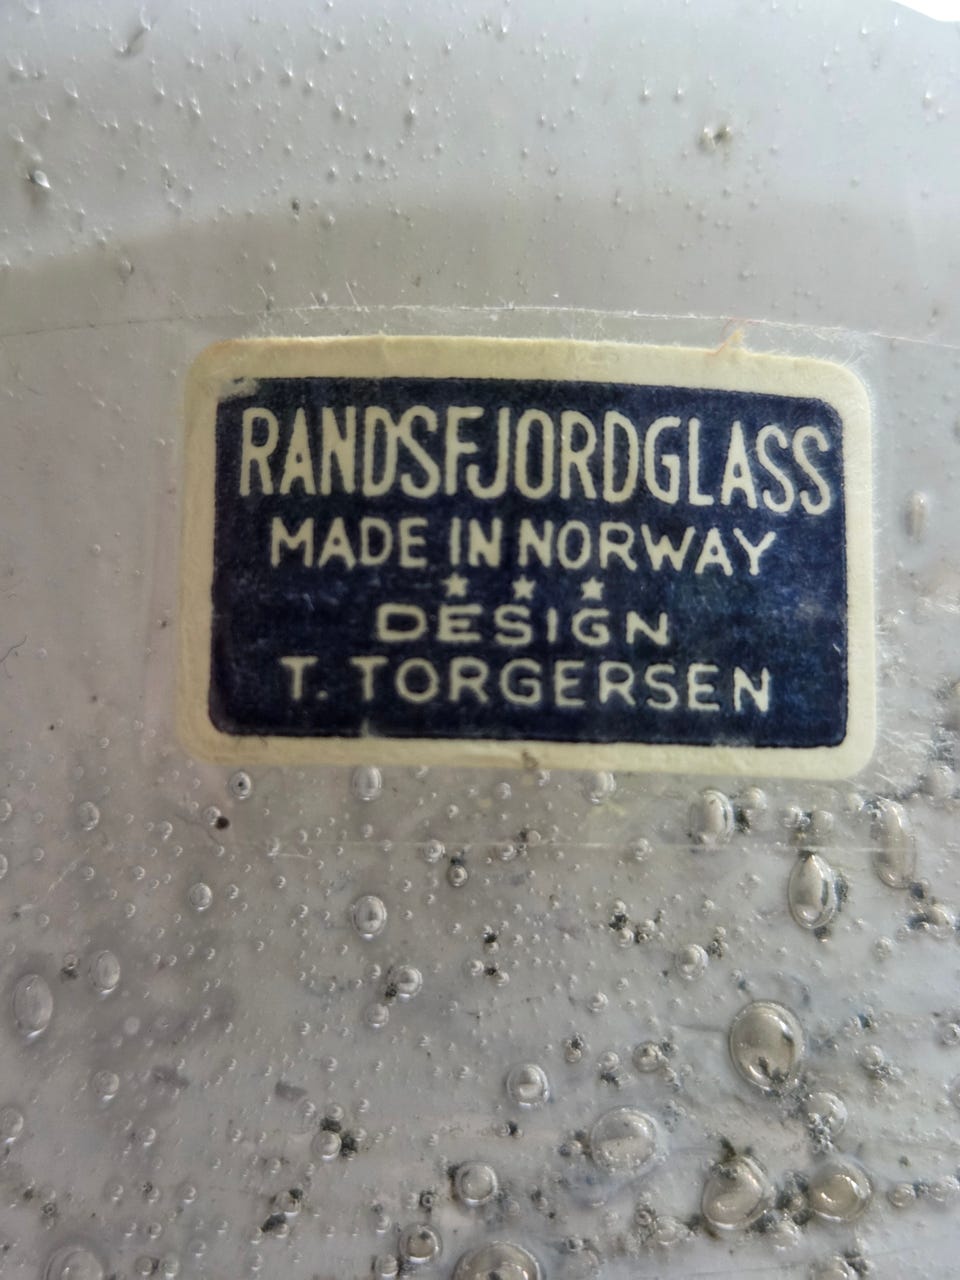 RANDSFJORDGLASS
MADE IN NORWAY
★ ★ ★
DESIGN
T. TORGERSEN